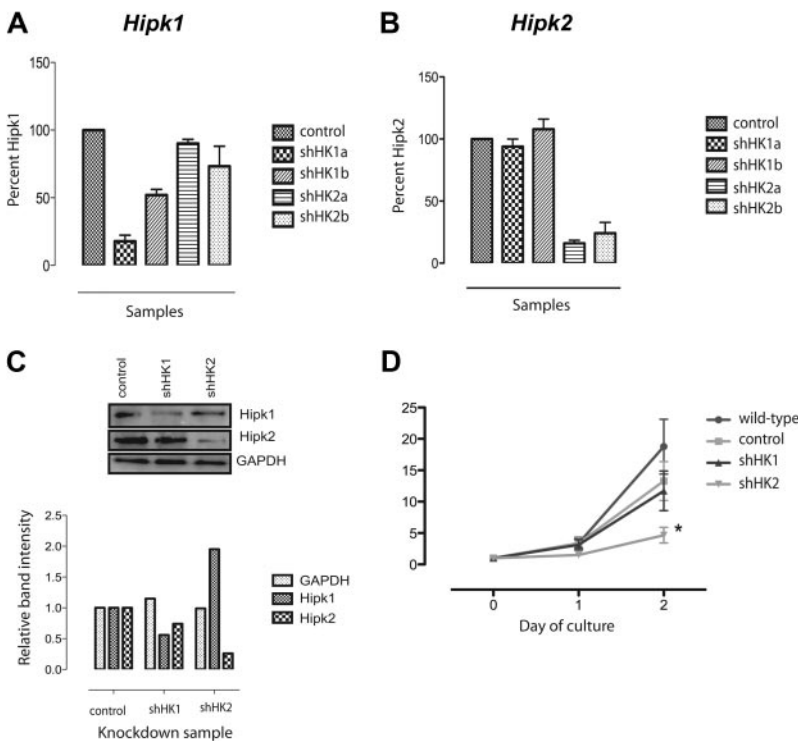 A
Hipk1
150
100
50
0
Percent Hipk1
Samples
control
shHK1a
shHK1b
shHK2a
shHK2b
B
Hipk2
150
100
50
0
Percent Hipk2
Samples
control
shHK1a
shHK1b
shHK2a
shHK2b
C
control
shHK1
shHK2
Hipk1
Hipk2
GAPDH
2.5
2.0
1.5
1.0
0.5
0.0
Relative band intensity
control shHK1 shHK2
Knockdown sample
GAPDH
Hipk1
Hipk2
D
25
20
15
10
5
0
*
0 1 2
Day of culture
wild-type
control
shHK1
shHK2